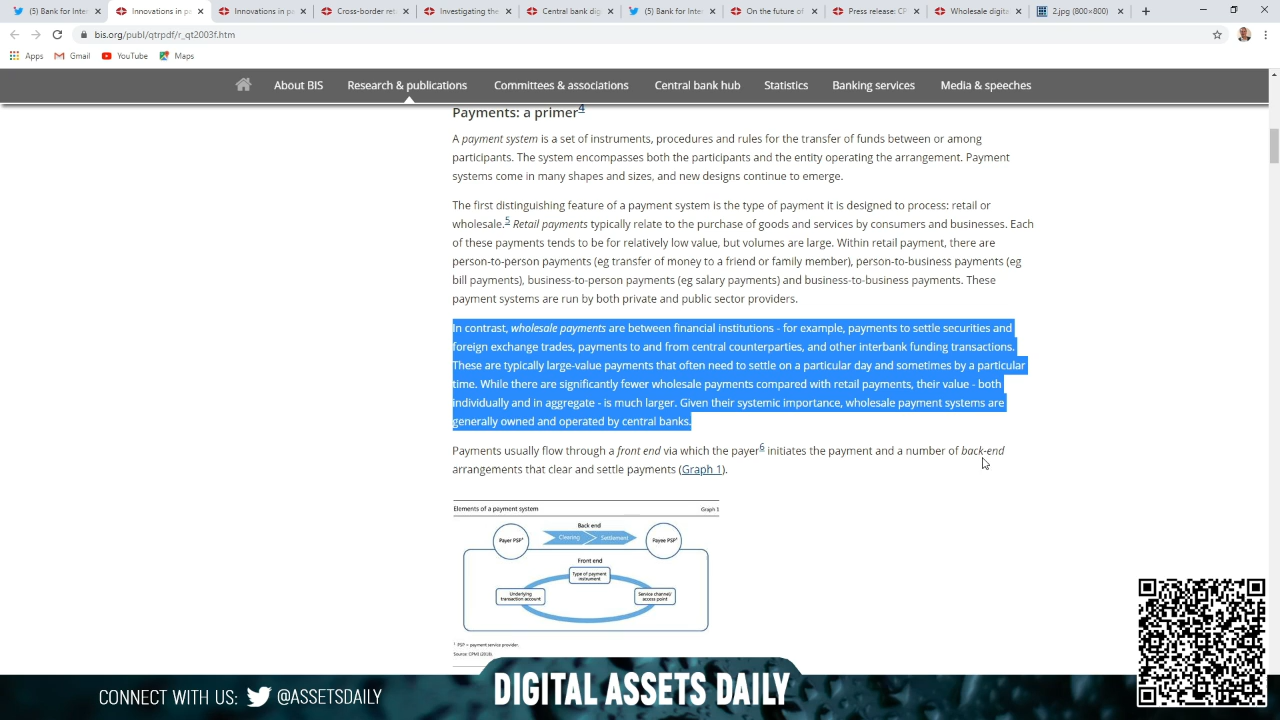 (5) Bank for Inte
Innovations in p
Innovations in p
Cross-border ret
Investigating the
Central bank dig
(5) Bank for Inte
On the future of
Press release: CP
Wholesale digita
2.jpg (800×800)
bis.org/publ/qtrpdf/r_qt2003f.htm
Apps Gmail YouTube Maps
About BIS Research & publications Committees & associations Central bank hub Statistics Banking services Media & speeches
Payments: a primer4
A payment system is a set of instruments, procedures and rules for the transfer of funds between or among
participants. The system encompasses both the participants and the entity operating the arrangement. Payment
systems come in many shapes and sizes, and new designs continue to emerge.
The first distinguishing feature of a payment system is the type of payment it is designed to process: retail or
wholesale.5 Retail payments typically relate to the purchase of goods and services by consumers and businesses. Each
of these payments tends to be for relatively low value, but volumes are large. Within retail payment, there are
person-to-person payments (eg transfer of money to a friend or family member), person-to-business payments (eg
bill payments), business-to-person payments (eg salary payments) and business-to-business payments. These
payment systems are run by both private and public sector providers.
In contrast, wholesale payments are between financial institutions - for example, payments to settle securities and
foreign exchange trades, payments to and from central counterparties, and other interbank funding transactions.
These are typically large-value payments that often need to settle on a particular day and sometimes by a particular
time. While there are significantly fewer wholesale payments compared with retail payments, their value - both
individually and in aggregate - is much larger. Given their systemic importance, wholesale payment systems are
generally owned and operated by central banks.
Payments usually flow through a front end via which the payer6 initiates the payment and a number of back-end
arrangements that clear and settle payments (Graph 1).
Elements of a payment system Graph 1
Back end
Payer PSP1 Clearing Settlement Payee PSP1
Front end
Type of payment
instrument
Underlying
transaction account
Service channel/
access point
1 PSP = payment service provider.
Source: CPMI (2018).
CONNECT WITH US: @ASSETSDAILY
DIGITAL ASSETS DAILY